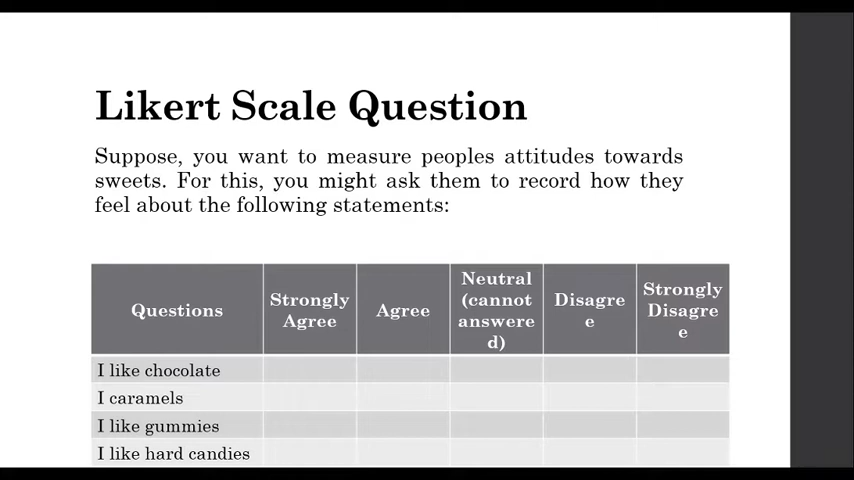 Likert Scale Question
Suppose, you want to measure peoples attitudes towards
sweets. For this, you might ask them to record how they
feel about the following statements:
Questions
Strongly
Agree
Agree
Neutral
(cannot
answere
d)
Disagre
e
Strongly
Disagre
e
I like chocolate
I caramels
I like gummies
I like hard candies